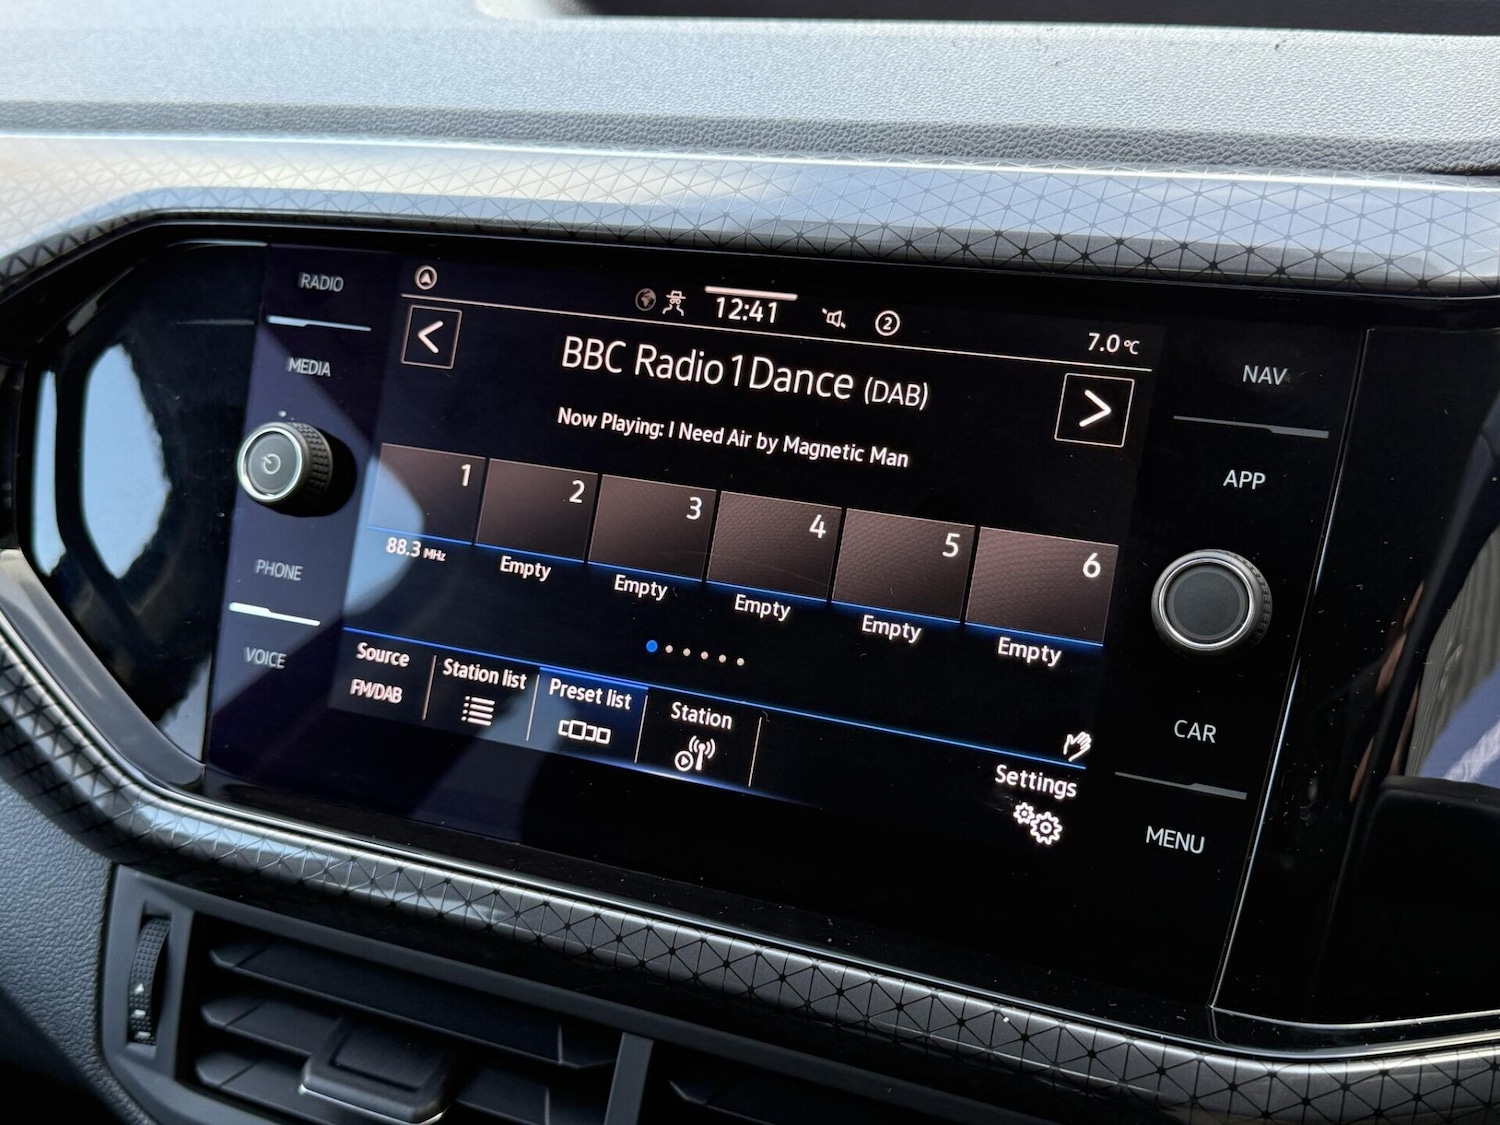 RADIO
MEDIA
PHONE
VOICE
12:41
2
7.0 °C
BBC Radio 1 Dance (DAB)
Now Playing: I Need Air by Magnetic Man
1
2
3
4
5
6
88.3 MHz
Empty
Empty
Empty
Empty
Empty
Source
FM/DAB
Station list
Preset list
Station
Settings
NAV
APP
CAR
MENU